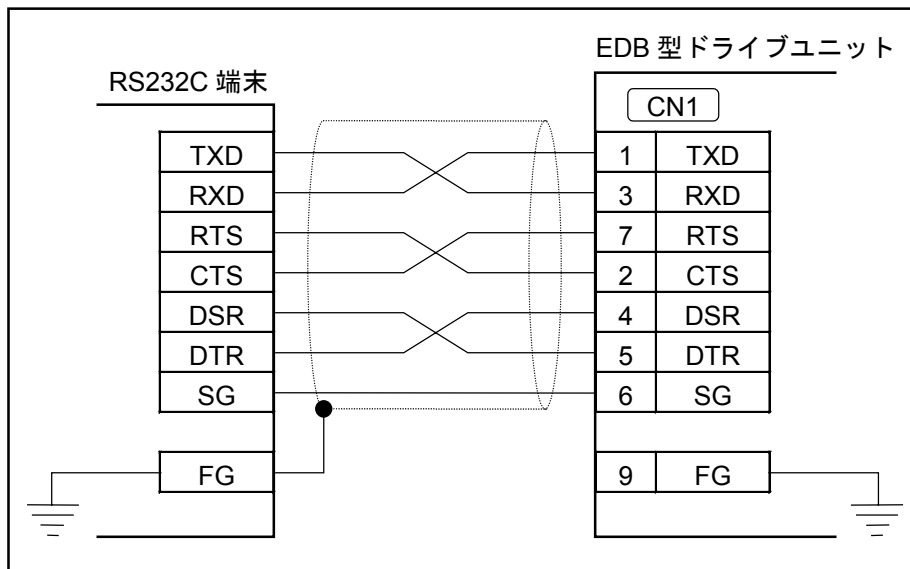 EDB 型ドライブユニット
RS232C 端末
CN1
TXD 1 TXD
RXD 3 RXD
RTS 7 RTS
CTS 2 CTS
DSR 4 DSR
DTR 5 DTR
SG 6 SG
FG 9 FG